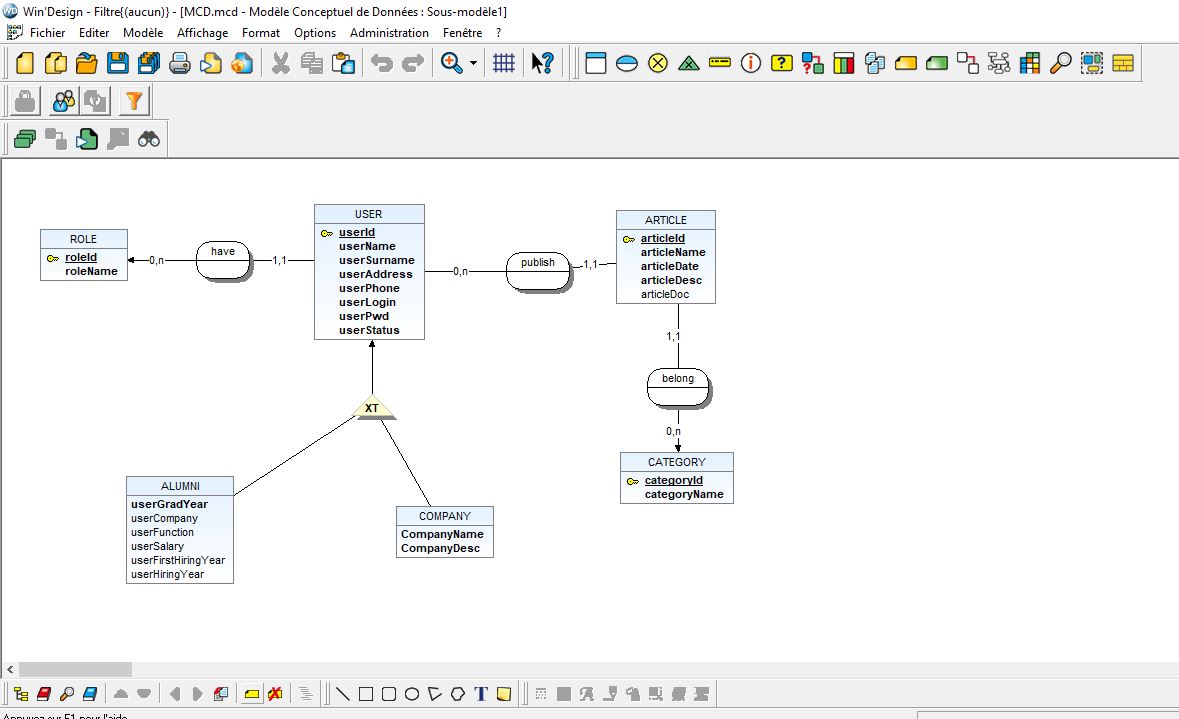 Win'Design - Filtre{(aucun)} - [MCD.mcd - Modèle Conceptuel de Données : Sous-modèle1]
Fichier Editer Modèle Affichage Format Options Administration Fenêtre ?
USER
userId
userName
userSurname
userAddress
userPhone
userLogin
userPwd
userStatus
ARTICLE
articleId
articleName
articleDate
articleDesc
articleDoc
ROLE
roleId
roleName
0,n
have
1,1
0,n
publish
1,1
1,1
belong
0,n
XT
CATEGORY
categoryId
categoryName
ALUMNI
userGradYear
userCompany
userFunction
userSalary
userFirstHiringYear
userHiringYear
COMPANY
CompanyName
CompanyDesc
T
Appuyez sur F1 pour l'aide